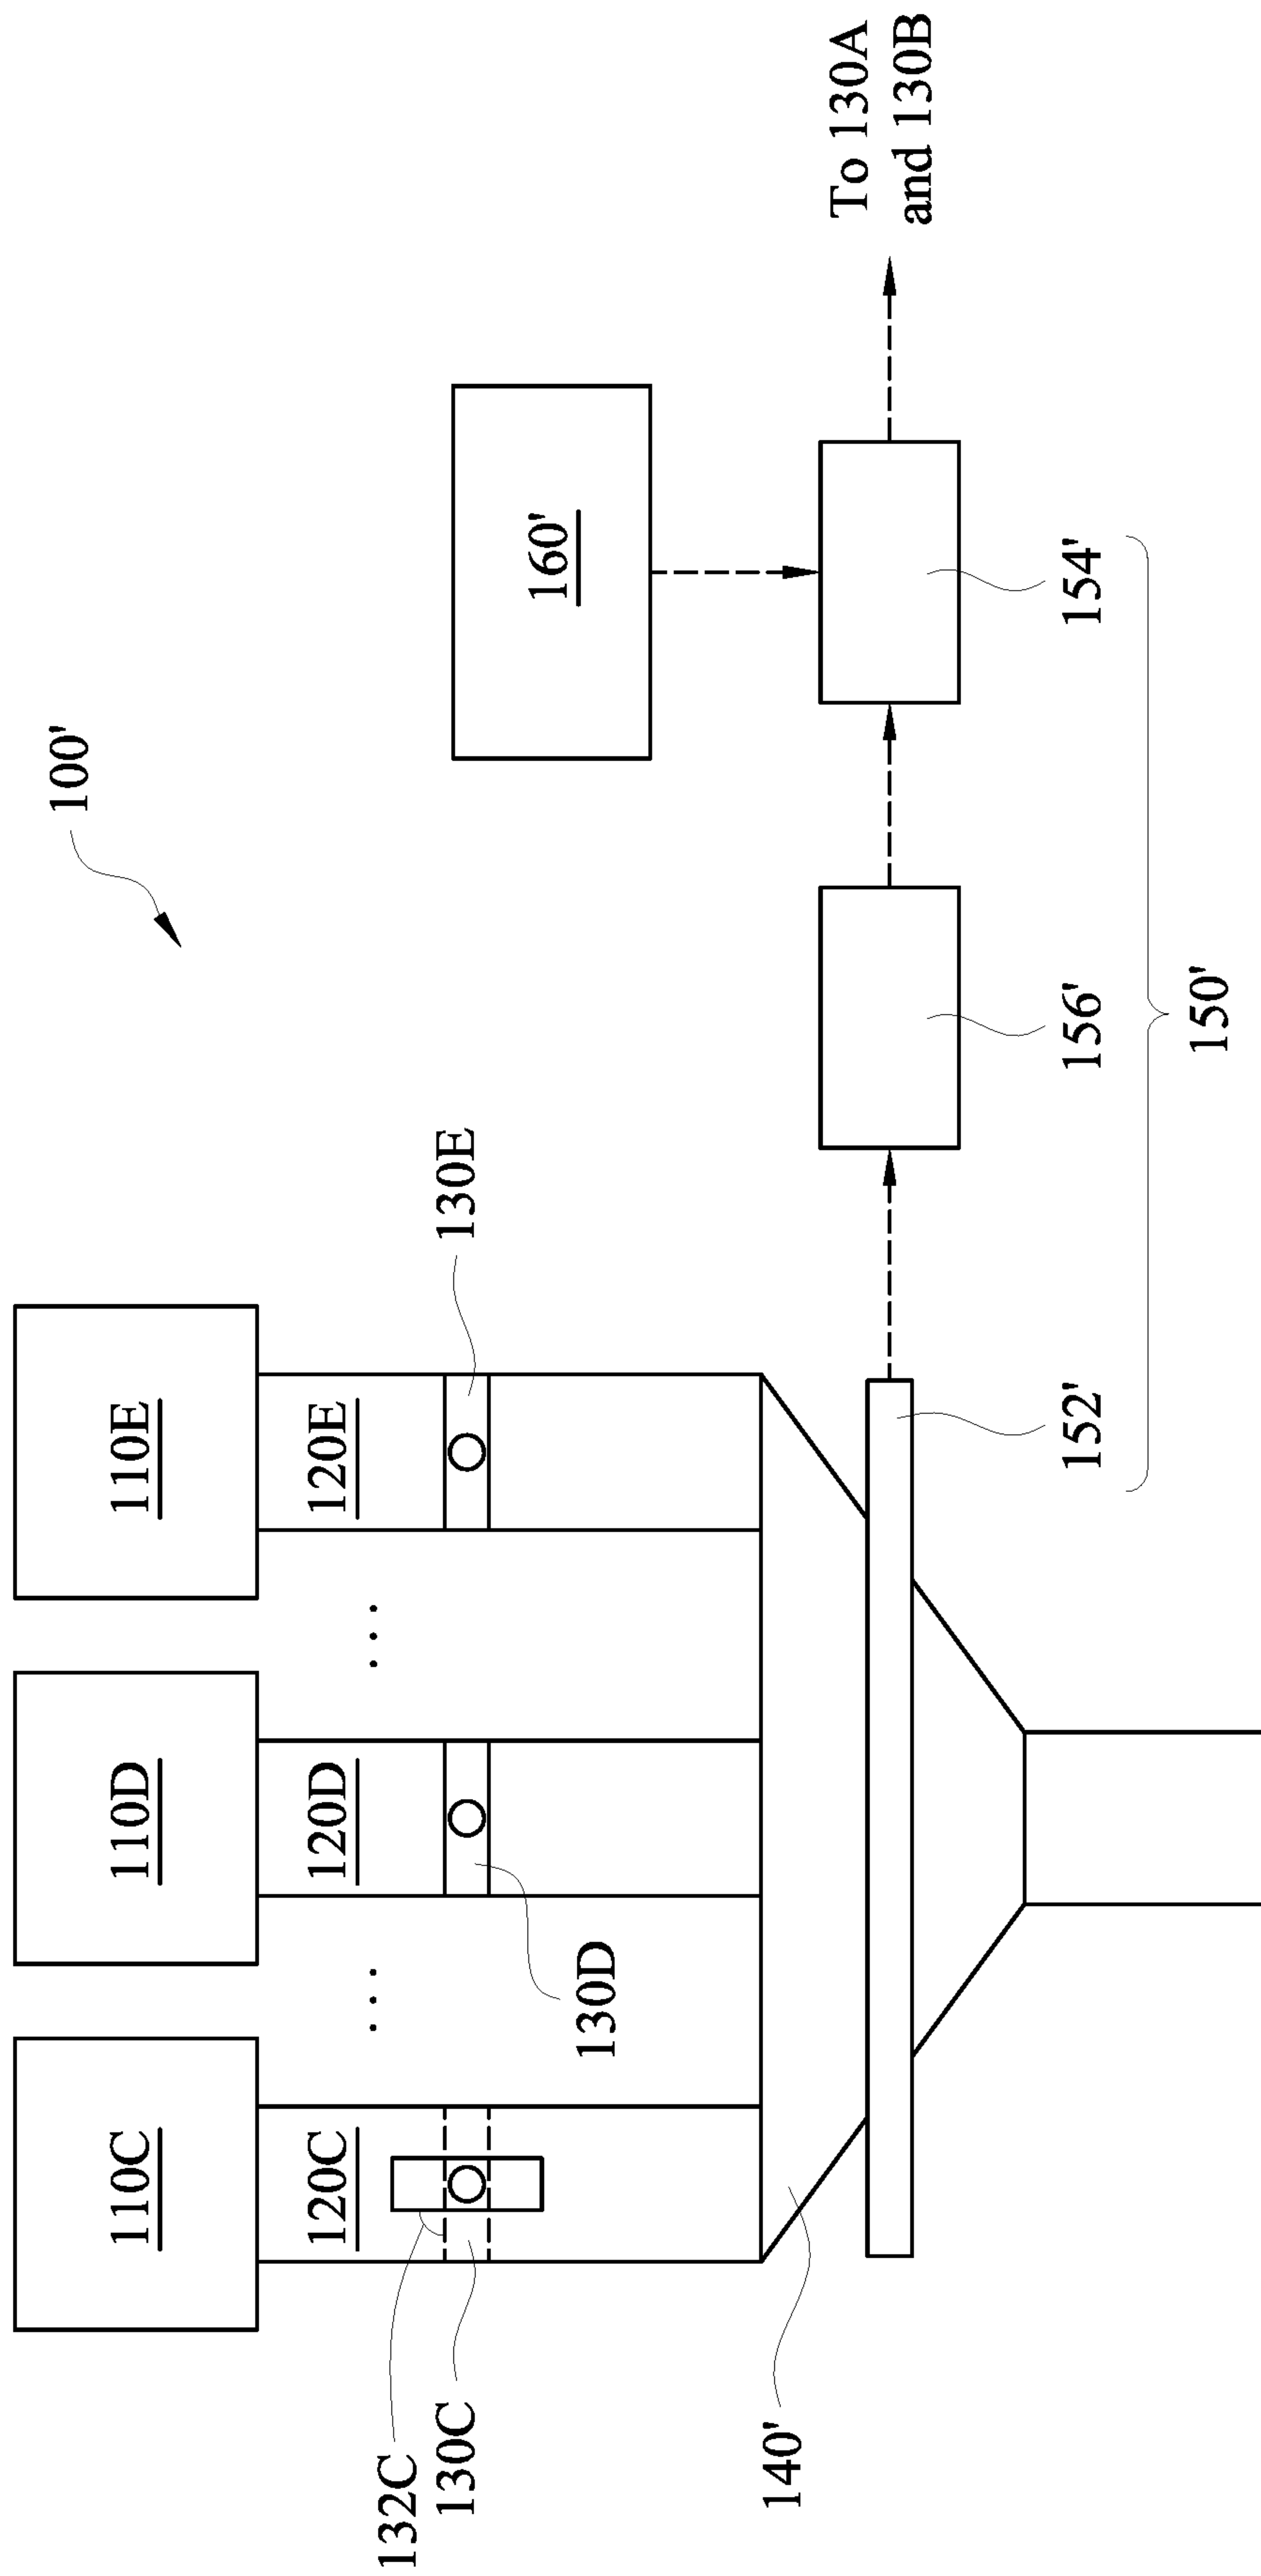 100'
110C
110D
110E
120C
120D
120E
132C
130C
130D
130E
160'
To 130A
and 130B
140'
152'
156'
154'
150'